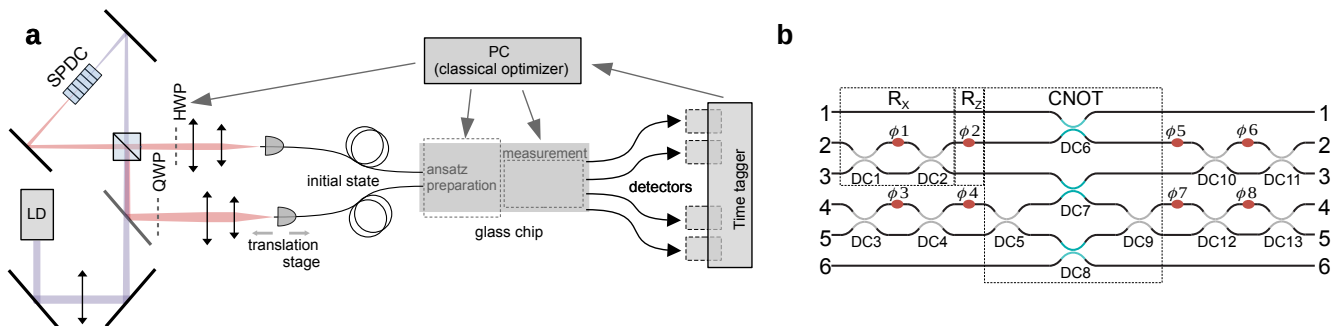 a
SPDC
HWP
QWP
LD
PC
(classical optimizer)
initial state
translation
stage
ansatz
preparation
measurement
glass chip
detectors
Time tagger
b
RX RZ CNOT
1 1
2 ϕ1 ϕ2 DC6 ϕ5 ϕ6 2
3 DC1 DC2 DC10 DC11 3
4 ϕ3 ϕ4 DC7 ϕ7 ϕ8 4
5 DC3 DC4 DC5 DC9 DC12 DC13 5
6 DC8 6